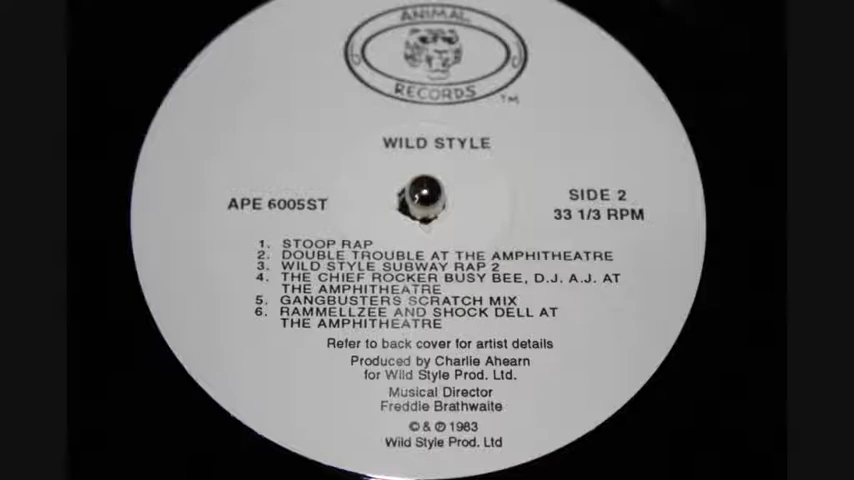 ANIMAL
RECORDS TM
WILD STYLE
APE 6005ST
SIDE 2
33 1/3 RPM
1. STOOP RAP
2. DOUBLE TROUBLE AT THE AMPHITHEATRE
3. WILD STYLE SUBWAY RAP 2
4. THE CHIEF ROCKER BUSY BEE, D.J. A.J. AT
THE AMPHITHEATRE
5. GANGBUSTERS SCRATCH MIX
6. RAMMELLZEE AND SHOCK DELL AT
THE AMPHITHEATRE
Refer to back cover for artist details
Produced by Charlie Ahearn
for Wild Style Prod. Ltd.
Musical Director
Freddie Brathwaite
© & ℗ 1983
Wild Style Prod. Ltd